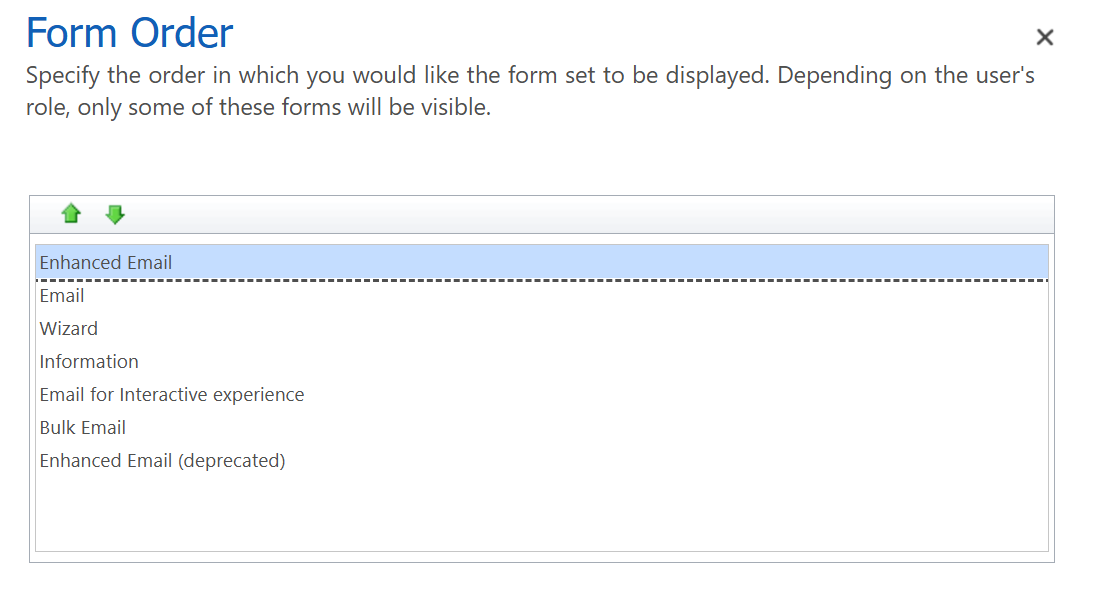 Form Order
Specify the order in which you would like the form set to be displayed. Depending on the user's
role, only some of these forms will be visible.
Enhanced Email
Email
Wizard
Information
Email for Interactive experience
Bulk Email
Enhanced Email (deprecated)